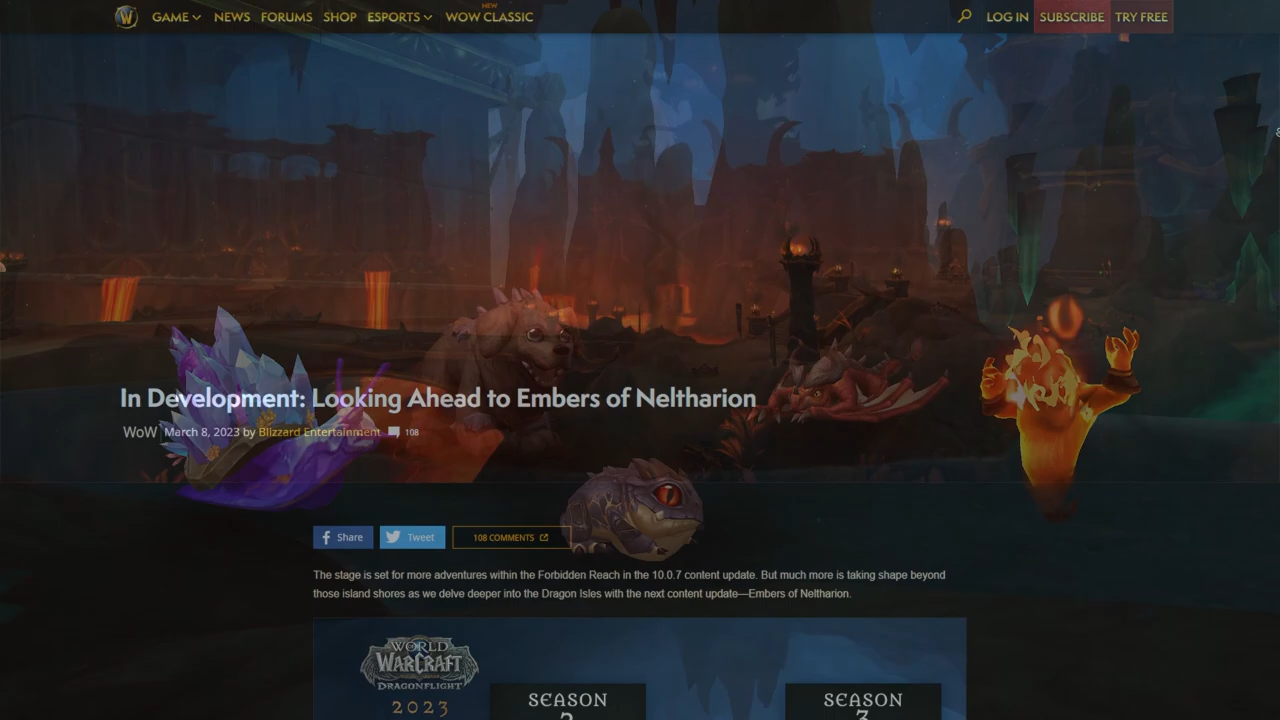 GAME NEWS FORUMS SHOP ESPORTS NEW WOW CLASSIC LOG IN SUBSCRIBE TRY FREE
In Development: Looking Ahead to Embers of Neltharion
WoW March 8, 2023 by Blizzard Entertainment 108
Share Tweet 108 COMMENTS
The stage is set for more adventures within the Forbidden Reach in the 10.0.7 content update. But much more is taking shape beyond
those island shores as we delve deeper into the Dragon Isles with the next content update—Embers of Neltharion.
WORLD
WARCRAFT
DRAGONFLIGHT
2023
SEASON
2
SEASON
3